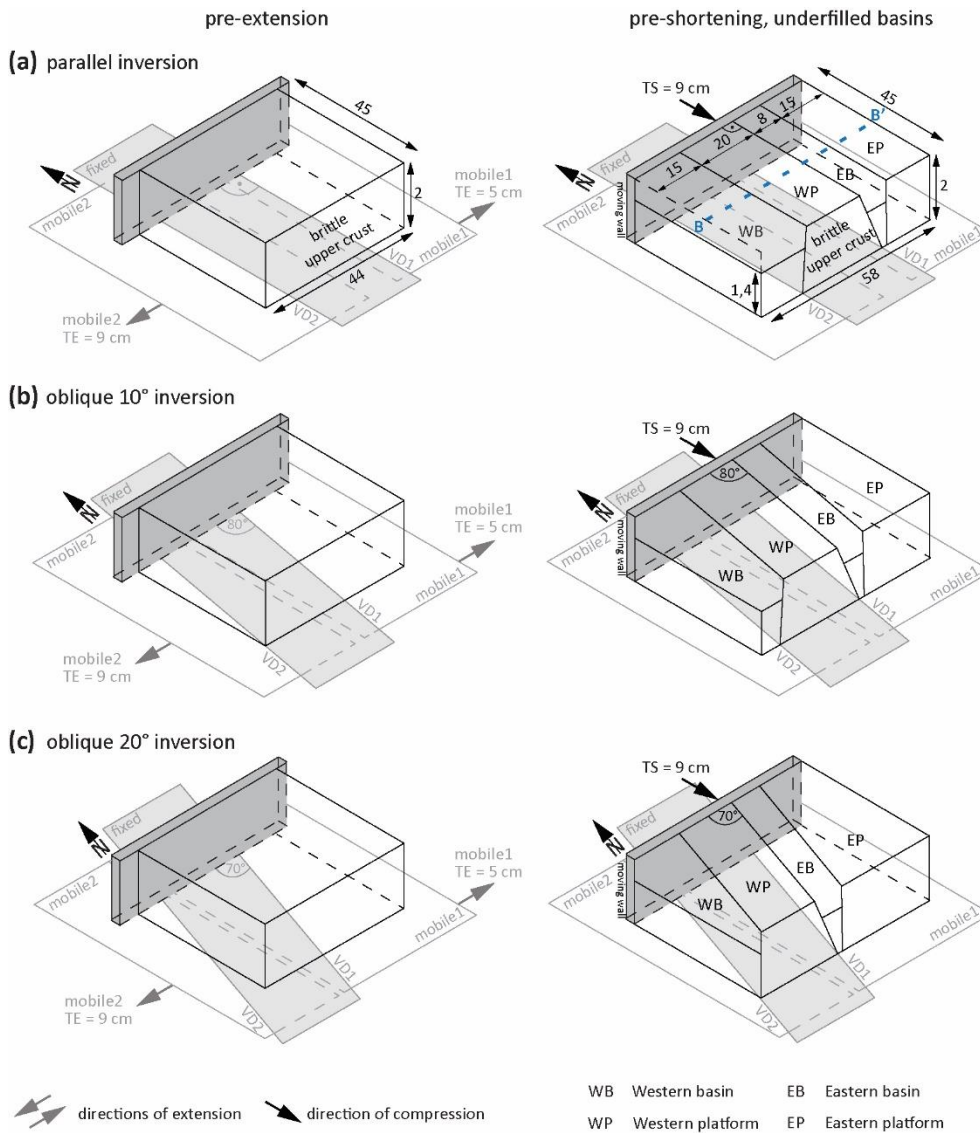 pre-extension
pre-shortening, underfilled basins
(a) parallel inversion
45
fixed
N
mobile2
mobile1
TE = 5 cm
2
brittle
upper crust
mobile1
VD1
44
VD2
mobile2
TE = 9 cm
TS = 9 cm
45
15
8
20
15
B'
EP
EB
WP
2
N
moving wall
B
WB
brittle
upper crust
mobile1
VD1
58
1,4
VD2
(b) oblique 10° inversion
fixed
N
mobile2
80°
mobile1
TE = 5 cm
mobile1
VD1
VD2
mobile2
TE = 9 cm
TS = 9 cm
fixed
N
mobile2
80°
EP
EB
WP
WB
moving wall
mobile1
VD1
VD2
(c) oblique 20° inversion
fixed
N
mobile2
70°
mobile1
TE = 5 cm
mobile1
VD1
VD2
mobile2
TE = 9 cm
TS = 9 cm
fixed
N
mobile2
70°
EP
EB
WP
WB
moving wall
mobile1
VD1
VD2
directions of extension
direction of compression
WB Western basin
EB Eastern basin
WP Western platform
EP Eastern platform